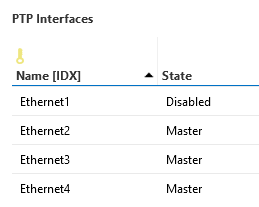 PTP Interfaces
Name [IDX] State
Ethernet1 Disabled
Ethernet2 Master
Ethernet3 Master
Ethernet4 Master